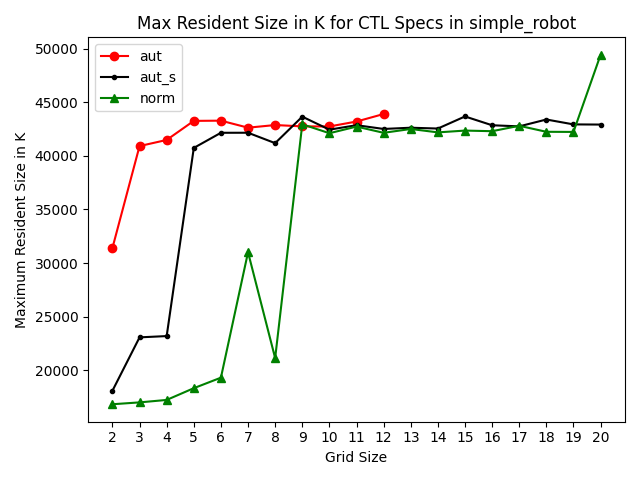 Max Resident Size in K for CTL Specs in simple_robot
aut
aut_s
norm
Maximum Resident Size in K
50000
45000
40000
35000
30000
25000
20000
2 3 4 5 6 7 8 9 10 11 12 13 14 15 16 17 18 19 20
Grid Size